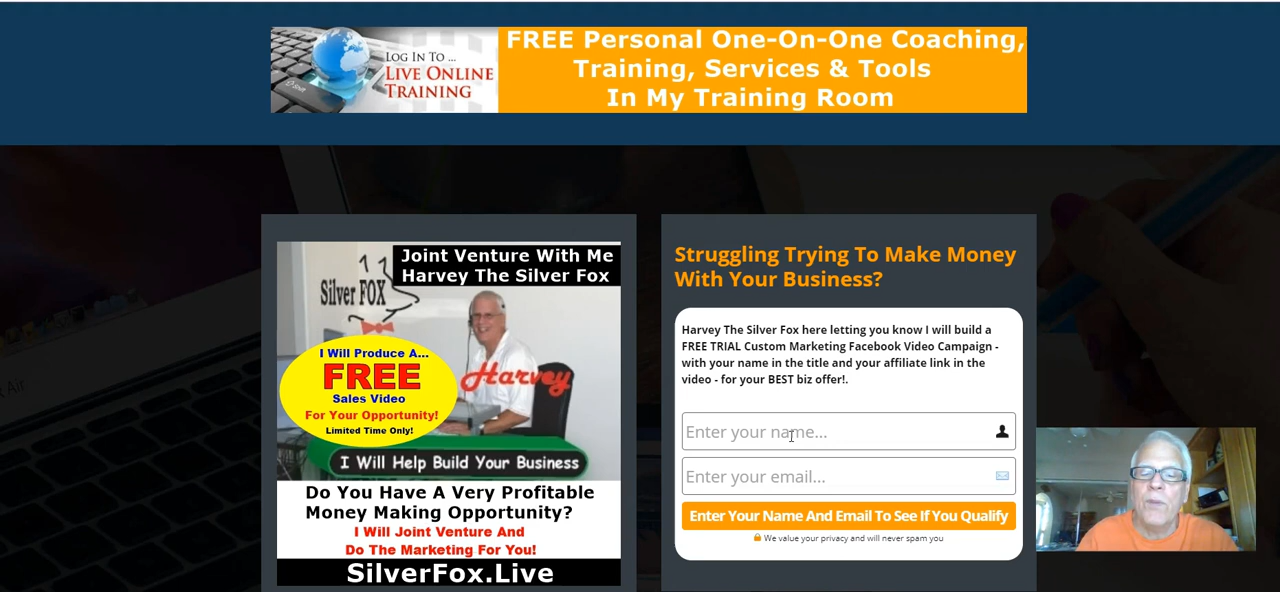 LOG IN TO ...
LIVE ONLINE
TRAINING
FREE Personal One-On-One Coaching,
Training, Services & Tools
In My Training Room
Shift
Air
Joint Venture With Me
Harvey The Silver Fox
Silver FOX
I Will Produce A...
FREE
Sales Video
For Your Opportunity!
Limited Time Only!
Harvey
I Will Help Build Your Business
Do You Have A Very Profitable
Money Making Opportunity?
I Will Joint Venture And
Do The Marketing For You!
SilverFox.Live
Struggling Trying To Make Money
With Your Business?
Harvey The Silver Fox here letting you know I will build a
FREE TRIAL Custom Marketing Facebook Video Campaign -
with your name in the title and your affiliate link in the
video - for your BEST biz offer!.
Enter your name...
Enter your email...
Enter Your Name And Email To See If You Qualify
We value your privacy and will never spam you